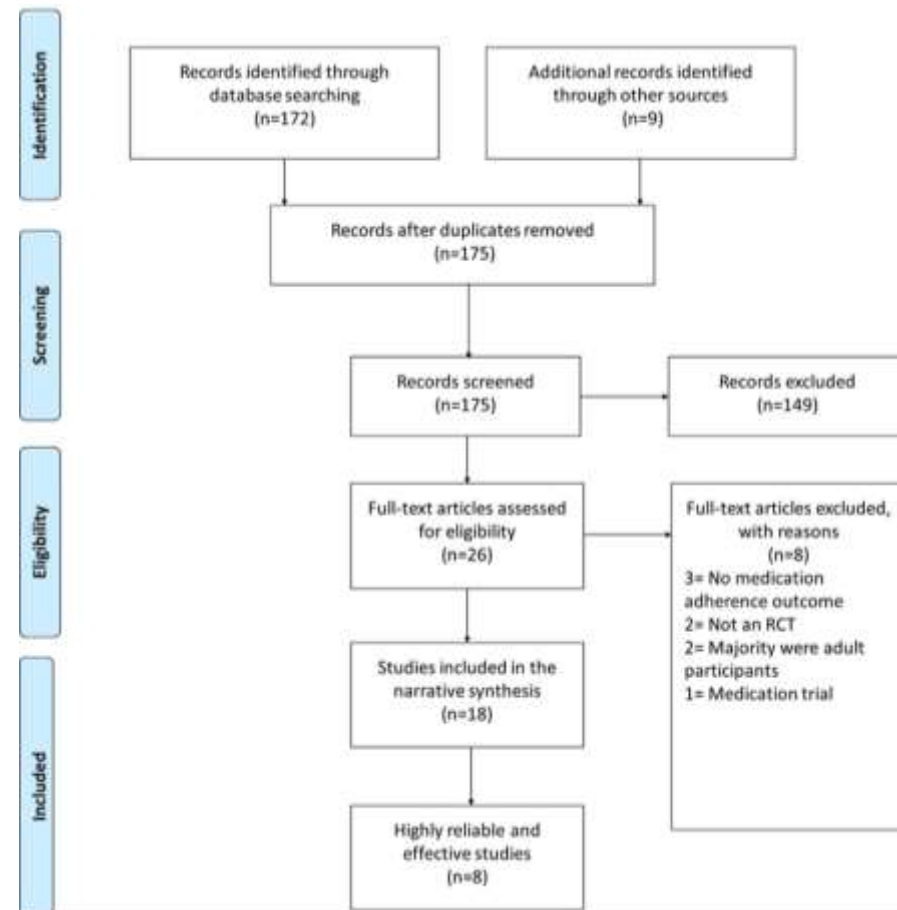 Identification
Records identified through
database searching
(n=172)
Additional records identified
through other sources
(n=9)
Records after duplicates removed
(n=175)
Screening
Records screened
(n=175)
Records excluded
(n=149)
Eligibility
Full-text articles assessed
for eligibility
(n=26)
Full-text articles excluded,
with reasons
(n=8)
3= No medication
adherence outcome
2= Not an RCT
2= Majority were adult
participants
1= Medication trial
Included
Studies included in the
narrative synthesis
(n=18)
Highly reliable and
effective studies
(n=8)